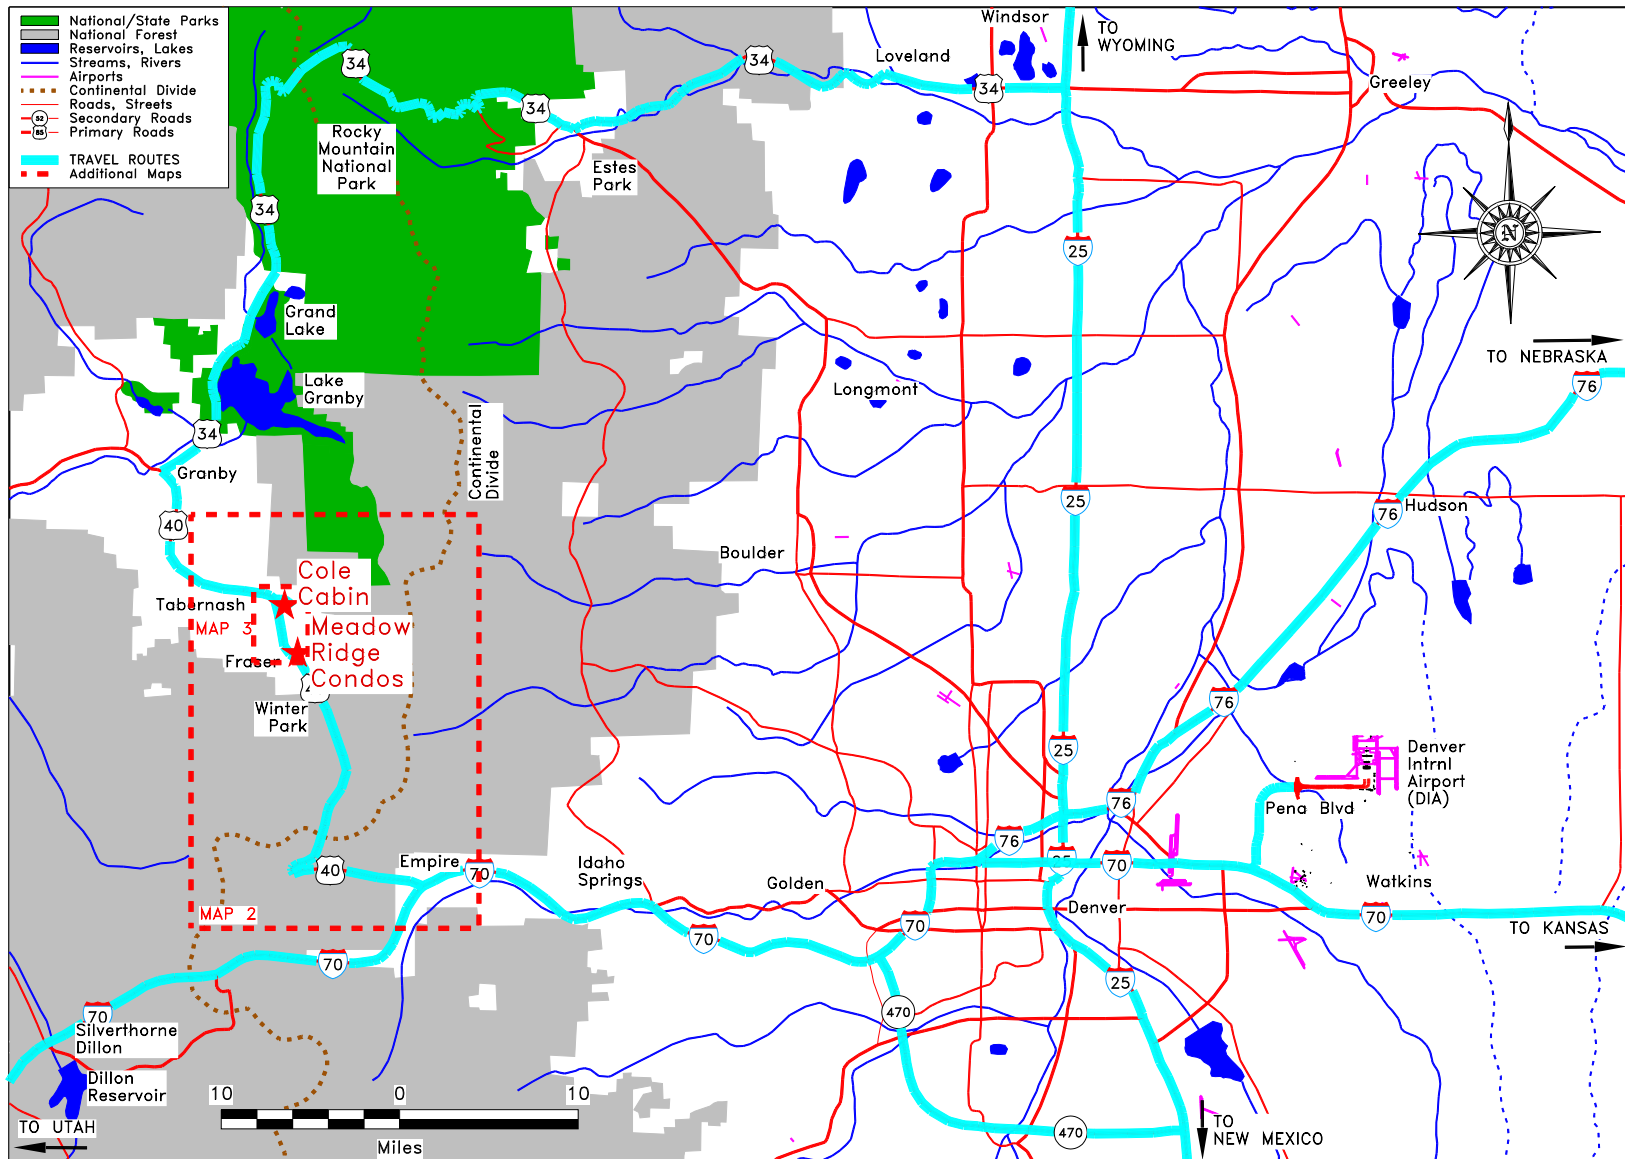 National/State Parks
National Forest
Reservoirs, Lakes
Streams, Rivers
Airports
Continental Divide
Roads, Streets
52 Secondary Roads
85 Primary Roads
TRAVEL ROUTES
Additional Maps
Windsor
TO
WYOMING
Loveland
34
34
34
34
Greeley
Rocky
Mountain
National
Park
Estes
Park
34
25
N
Grand
Lake
TO NEBRASKA
76
Lake
Granby
Longmont
34
Continental
Divide
Granby
25
40
76
Hudson
Boulder
Cole
Cabin
Tabernash
MAP 3
Meadow
Ridge
Condos
Fraser
Winter
Park
76
25
Denver
Intrnl
Airport
(DIA)
Pena Blvd
76
76
Empire
40
70
Idaho
Springs
25
70
Golden
Watkins
Denver
MAP 2
70
70
70
TO KANSAS
70
25
70
Silverthorne
Dillon
470
Dillon
Reservoir
10
0
10
TO UTAH
Miles
470
TO
NEW MEXICO